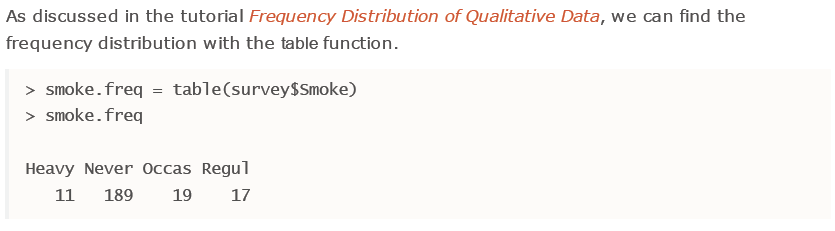 As discussed in the tutorial Frequency Distribution of Qualitative Data, we can find the
frequency distribution with the table function.
> smoke.freq = table(survey$Smoke)
> smoke.freq
Heavy Never Occas Regul
11 189 19 17